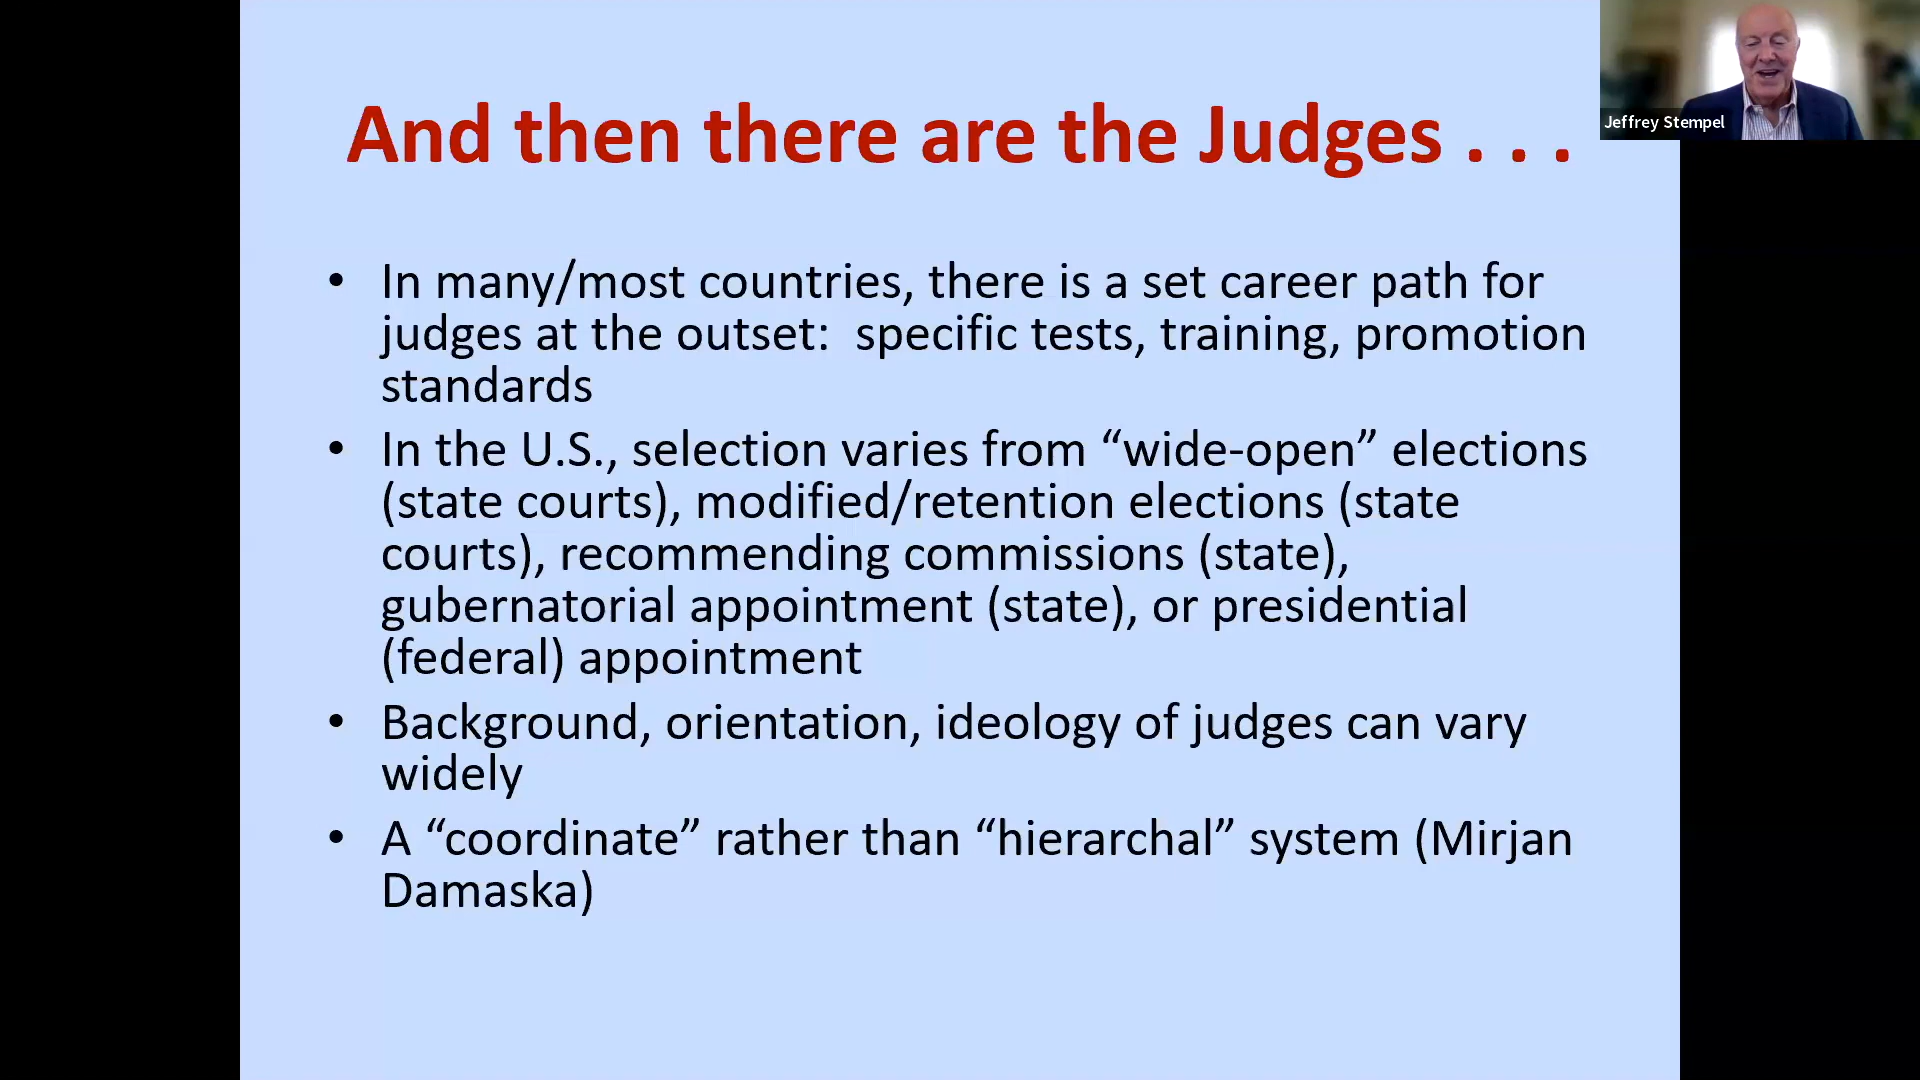 And then there are the Judges . . .
Jeffrey Stempel
• In many/most countries, there is a set career path for
judges at the outset:  specific tests, training, promotion
standards
• In the U.S., selection varies from “wide-open” elections
(state courts), modified/retention elections (state
courts), recommending commissions (state),
gubernatorial appointment (state), or presidential
(federal) appointment
• Background, orientation, ideology of judges can vary
widely
• A “coordinate” rather than “hierarchal” system (Mirjan
Damaska)